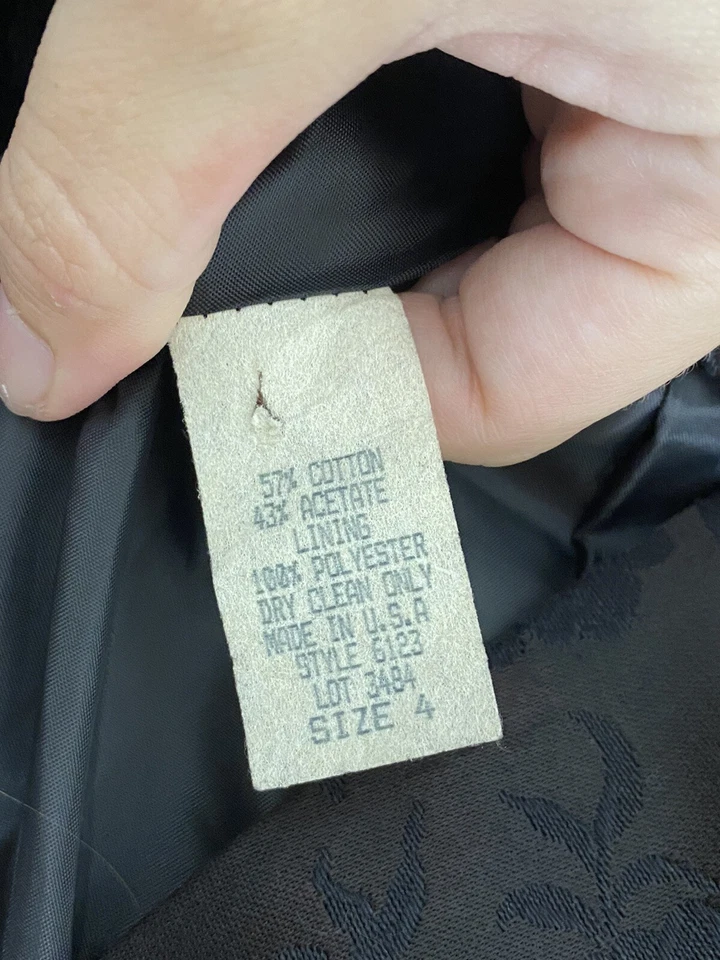 57% COTTON
43% ACETATE
LINING
100% POLYESTER
DRY CLEAN ONLY
MADE IN U.S.A
STYLE 6123
LOT 3484
SIZE 4